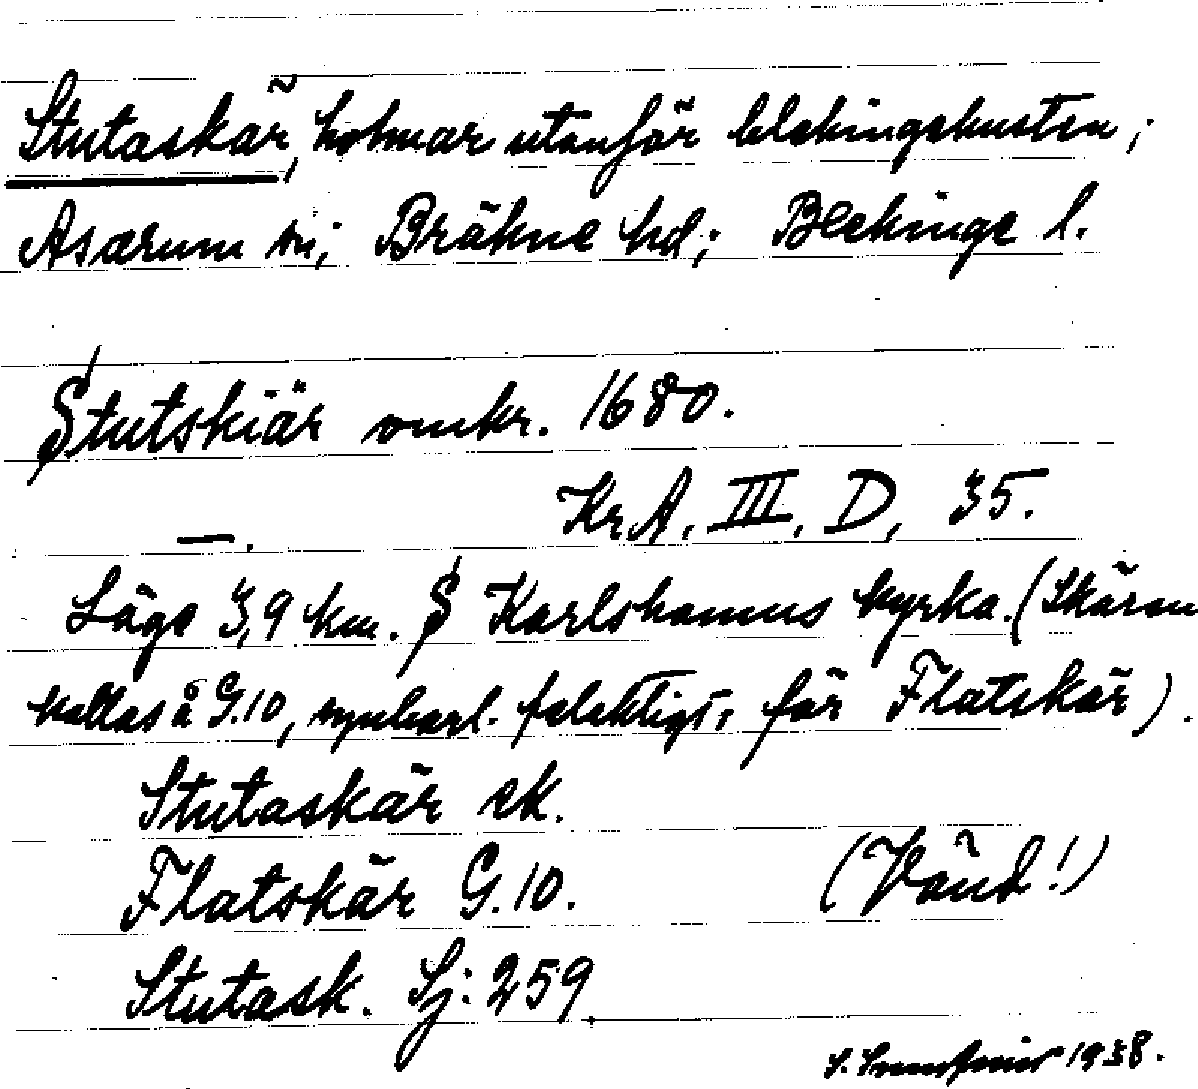 Stutaskär, holmar utanför blekingekusten;
Asarum sn; Bräkne hd; Blekinge l.
Stutskiär omkr. 1680.
Kr.A. III, D, 35.
—.
Läge 3,9 km. S Karlshamns kyrka. (Skären
kallas å G.10, synbarl. felaktigt, för Flatskär).
Stutaskär ek.
Flatskär G.10. (Vänd!)
Stutask. Sj: 259
S. 1938.